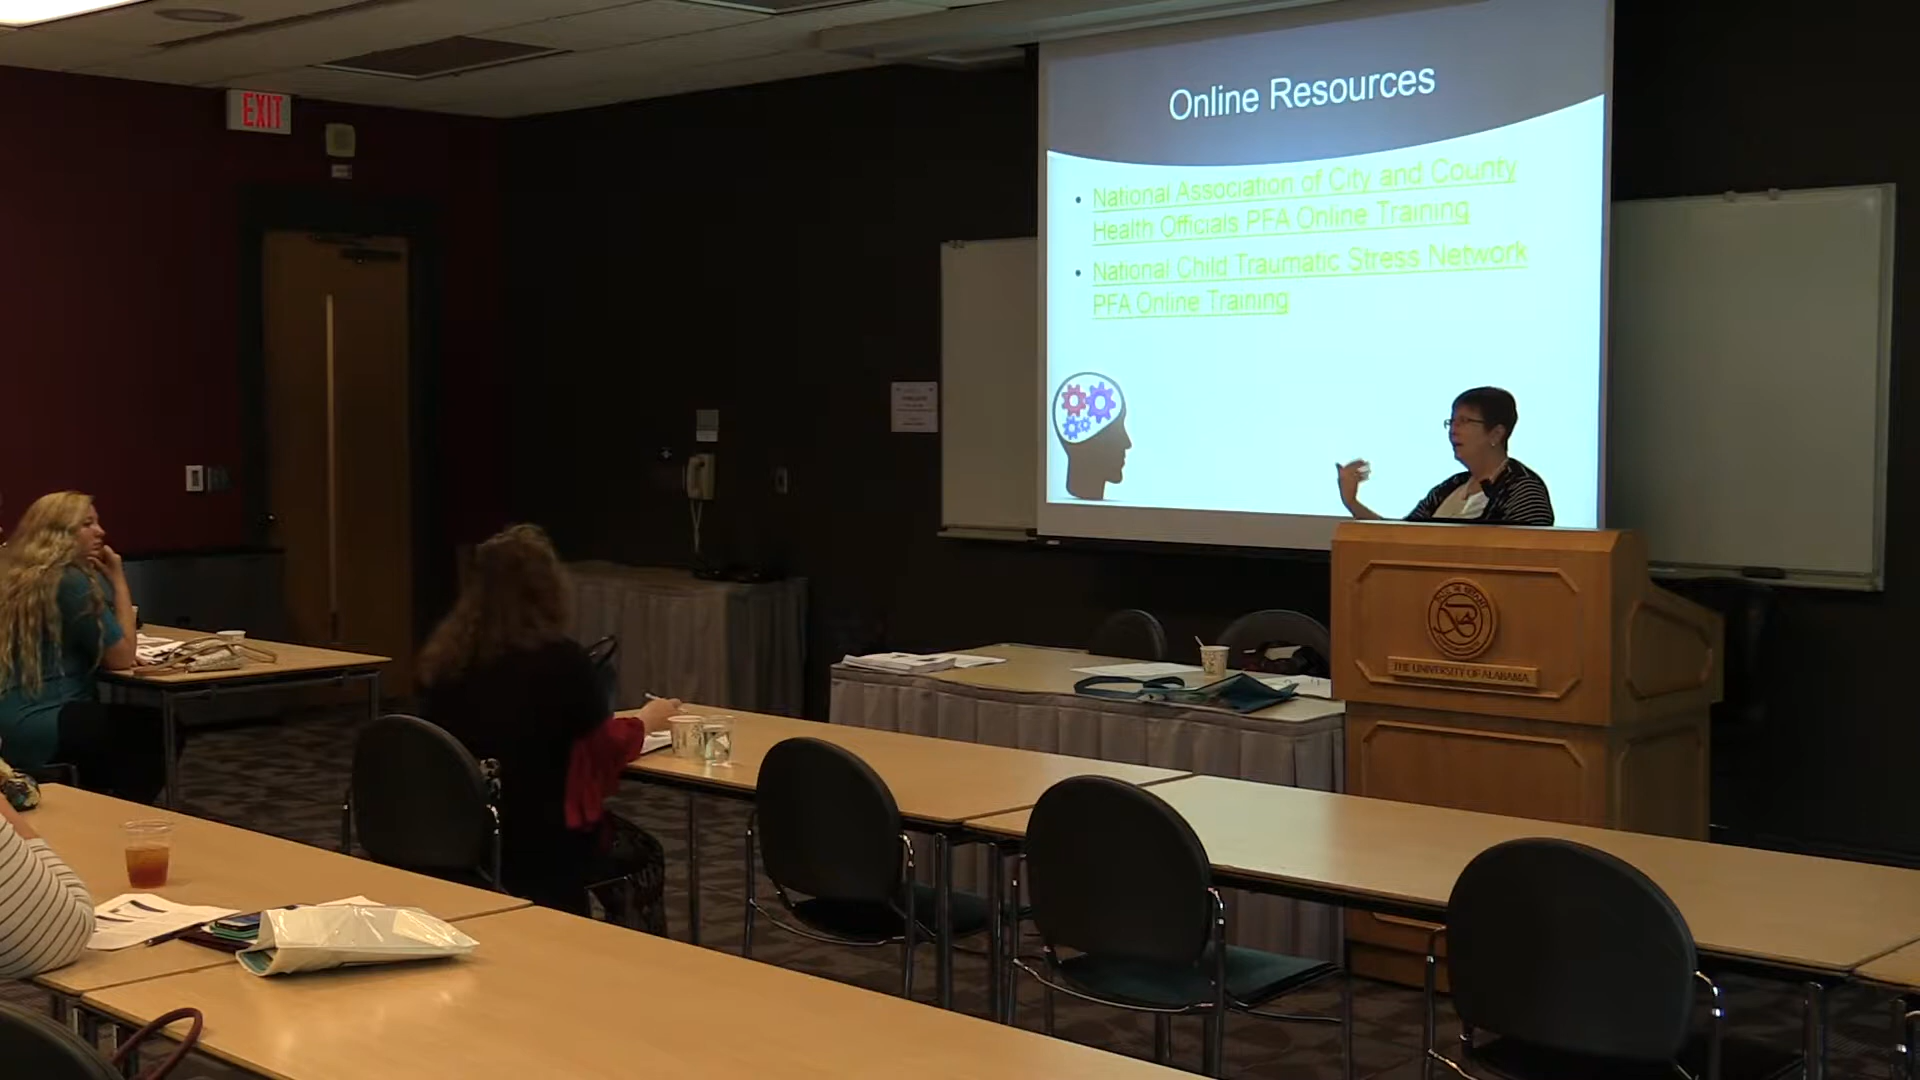 EXIT
Online Resources
• National Association of City and County
Health Officials PFA Online Training
• National Child Traumatic Stress Network
PFA Online Training
THE UNIVERSITY OF ALABAMA